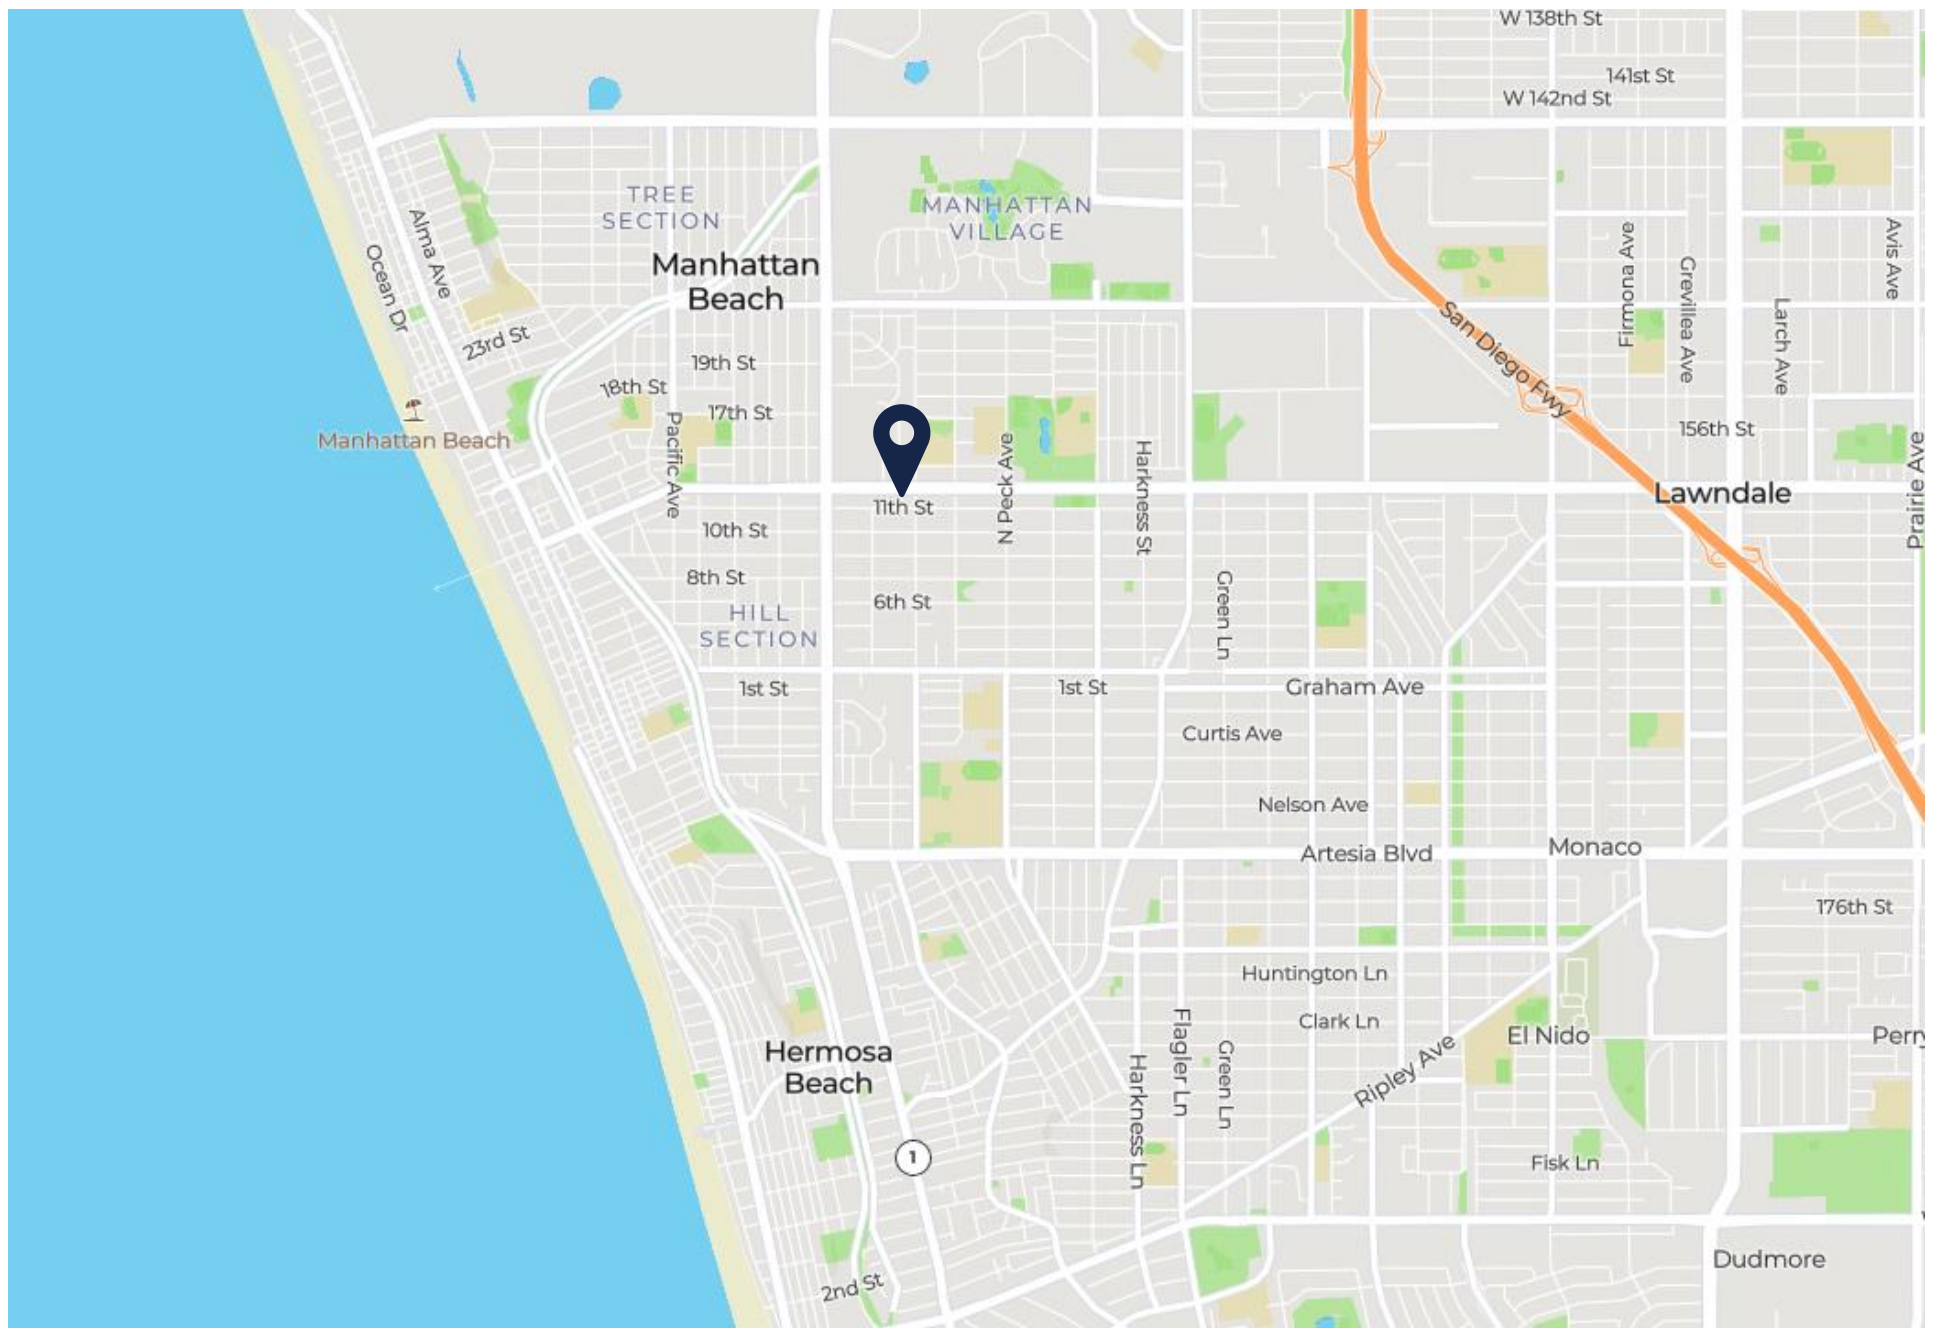 W 138th St
141st St
W 142nd St
TREE
SECTION
MANHATTAN
VILLAGE
Alma Ave
Ocean Dr
Manhattan
Beach
Firmona Ave
Grevillea Ave
Avis Ave
Larch Ave
San Diego Fwy
23rd St
19th St
18th St
17th St
Manhattan Beach
Pacific Ave
N Peck Ave
Harkness St
156th St
Prairie Ave
Lawndale
11th St
10th St
8th St
6th St
HILL
SECTION
Green Ln
1st St
1st St
Graham Ave
Curtis Ave
Nelson Ave
Artesia Blvd
Monaco
176th St
Huntington Ln
Clark Ln
El Nido
Perry
Flagler Ln
Green Ln
Harkness Ln
Ripley Ave
Hermosa
Beach
1
Fisk Ln
Dudmore
2nd St